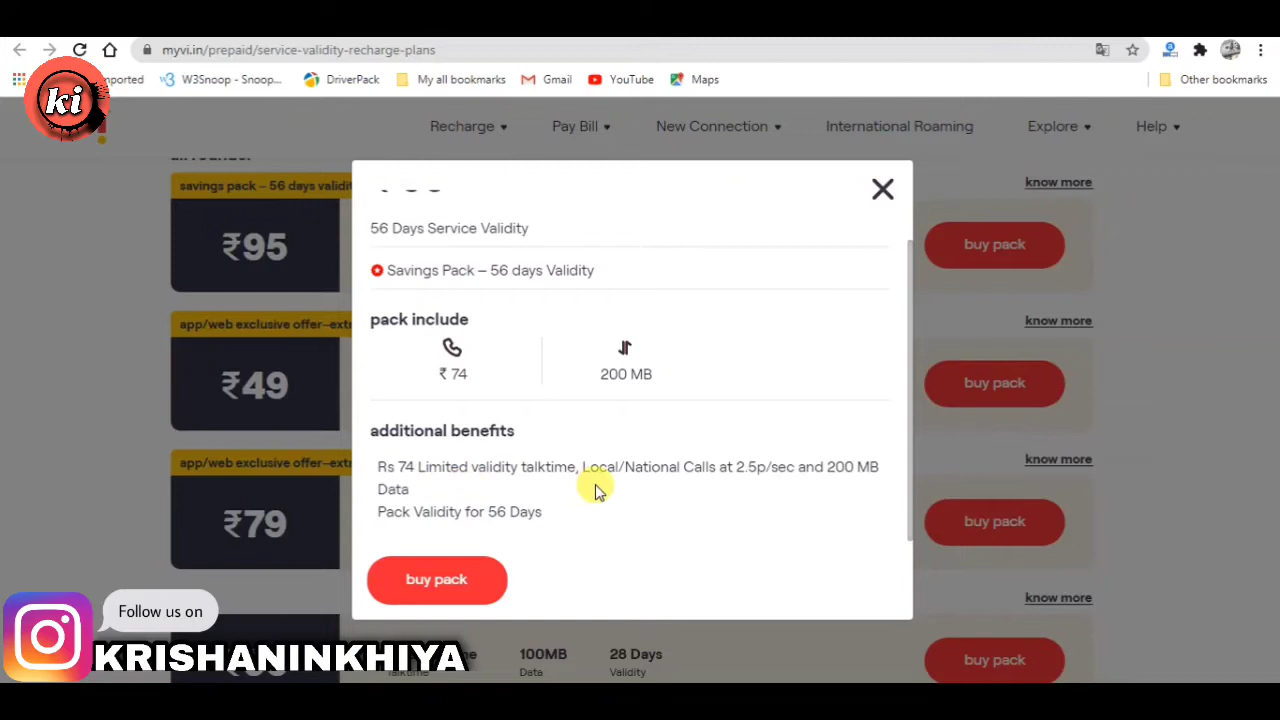 myvi.in/prepaid/service-validity-recharge-plans
ki
ported
W3Snoop - Snoop...
DriverPack
My all bookmarks
Gmail
YouTube
Maps
Other bookmarks
Recharge
Pay Bill
New Connection
International Roaming
Explore
Help
savings pack – 56 days validit
know more
₹95
buy pack
app/web exclusive offer–extr
know more
₹49
buy pack
app/web exclusive offer–extr
know more
₹79
buy pack
know more
100MB
28 Days
Talktime
Data
Validity
buy pack
56 Days Service Validity
Savings Pack – 56 days Validity
pack include
₹ 74
200 MB
additional benefits
Rs 74 Limited validity talktime, Local/National Calls at 2.5p/sec and 200 MB
Data
Pack Validity for 56 Days
buy pack
Follow us on
KRISHANINKHIYA